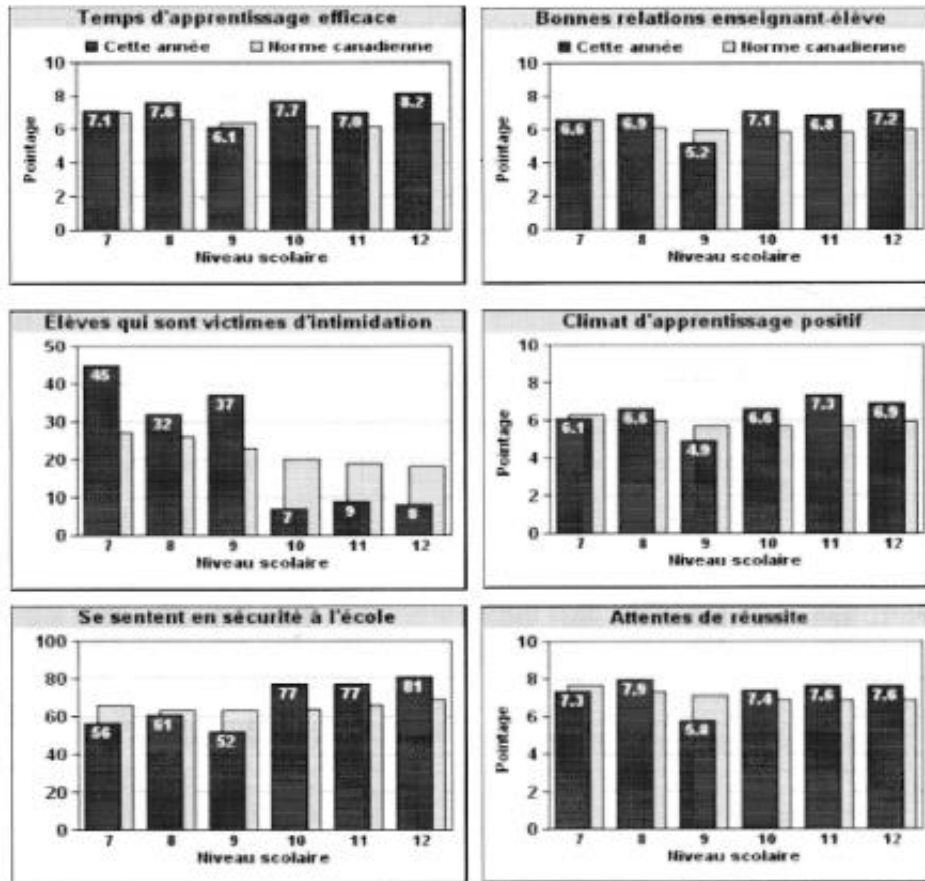 Temps d'apprentissage efficace
Cette année Norme canadienne
Pointage
10
8
6
4
2
0
7.1 7.6 6.1 7.7 7.0 8.2
7 8 9 10 11 12
Niveau scolaire
Bonnes relations enseignant-élève
Cette année Norme canadienne
Pointage
10
8
6
4
2
0
6.6 6.9 5.2 7.1 6.8 7.2
7 8 9 10 11 12
Niveau scolaire
Élèves qui sont victimes d'intimidation
50
40
30
20
10
0
45 32 37 7 9 8
7 8 9 10 11 12
Niveau scolaire
Climat d'apprentissage positif
Pointage
10
8
6
4
2
0
6.1 6.6 4.9 6.6 7.3 6.9
7 8 9 10 11 12
Niveau scolaire
Se sentent en sécurité à l'école
100
80
60
40
20
0
56 61 52 77 77 81
7 8 9 10 11 12
Niveau scolaire
Attentes de réussite
Pointage
10
8
6
4
2
0
7.3 7.9 5.8 7.4 7.6 7.6
7 8 9 10 11 12
Niveau scolaire